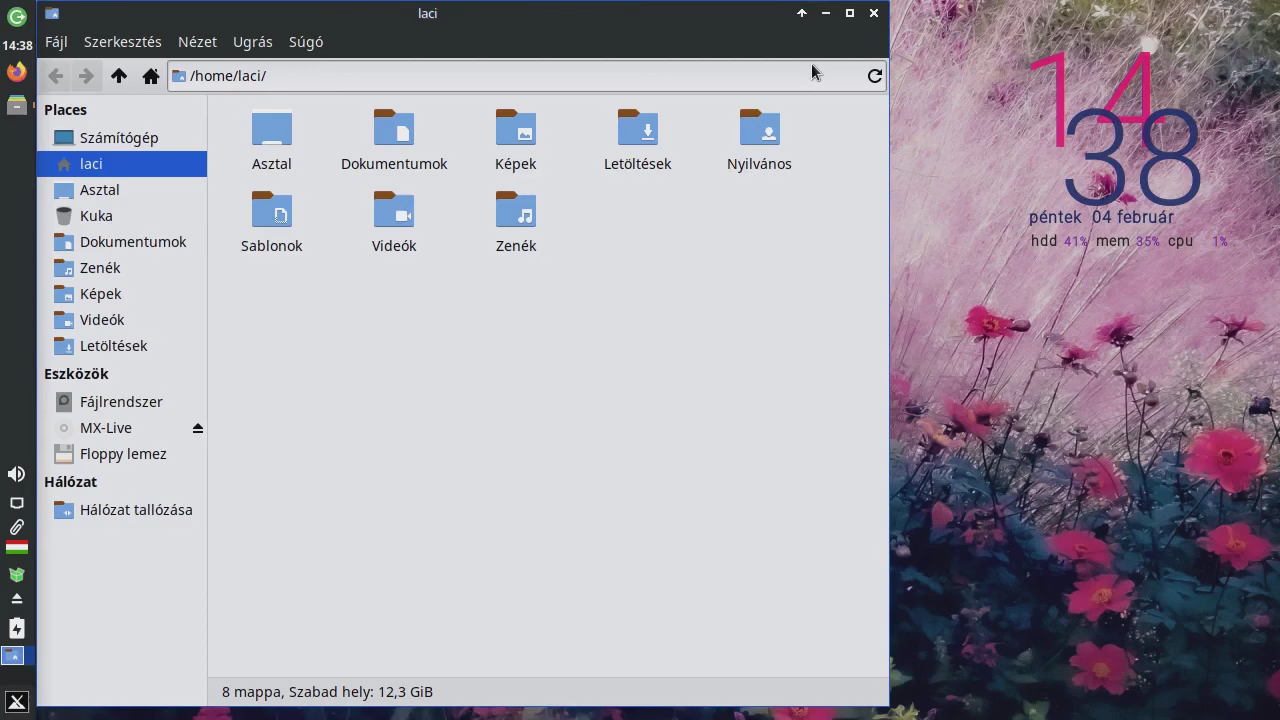 laci
14:38
Fájl Szerkesztés Nézet Ugrás Súgó
/home/laci/
Places
Számítógép
laci
Asztal
Kuka
Dokumentumok
Zenék
Képek
Videók
Letöltések
Eszközök
Fájlrendszer
MX-Live
Floppy lemez
Hálózat
Hálózat tallózása
Asztal Dokumentumok Képek Letöltések Nyilvános
Sablonok Videók Zenék
8 mappa, Szabad hely: 12,3 GiB
14
38
péntek 04 február
hdd 41% mem 35% cpu 1%